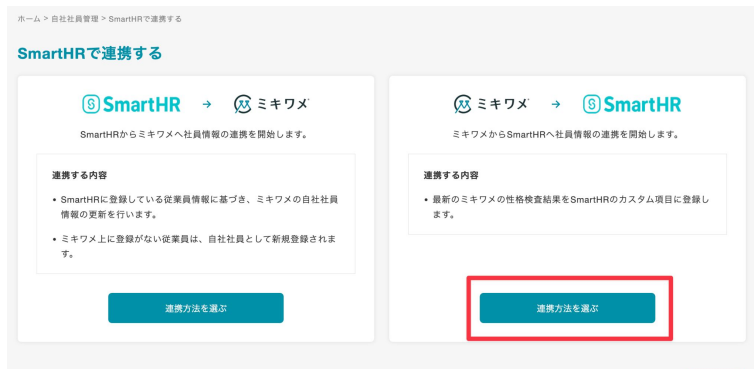 ホーム > 自社社員管理 > SmartHRで連携する
SmartHRで連携する
SmartHR → ミキワメ
SmartHRからミキワメへ社員情報の連携を開始します。
連携する内容
• SmartHRに登録している従業員情報に基づき、ミキワメの自社社員
情報の更新を行います。
• ミキワメ上に登録がない従業員は、自社社員として新規登録されま
す。
連携方法を選ぶ
ミキワメ → SmartHR
ミキワメからSmartHRへ社員情報の連携を開始します。
連携する内容
• 最新のミキワメの性格検査結果をSmartHRのカスタム項目に登録し
ます。
連携方法を選ぶ